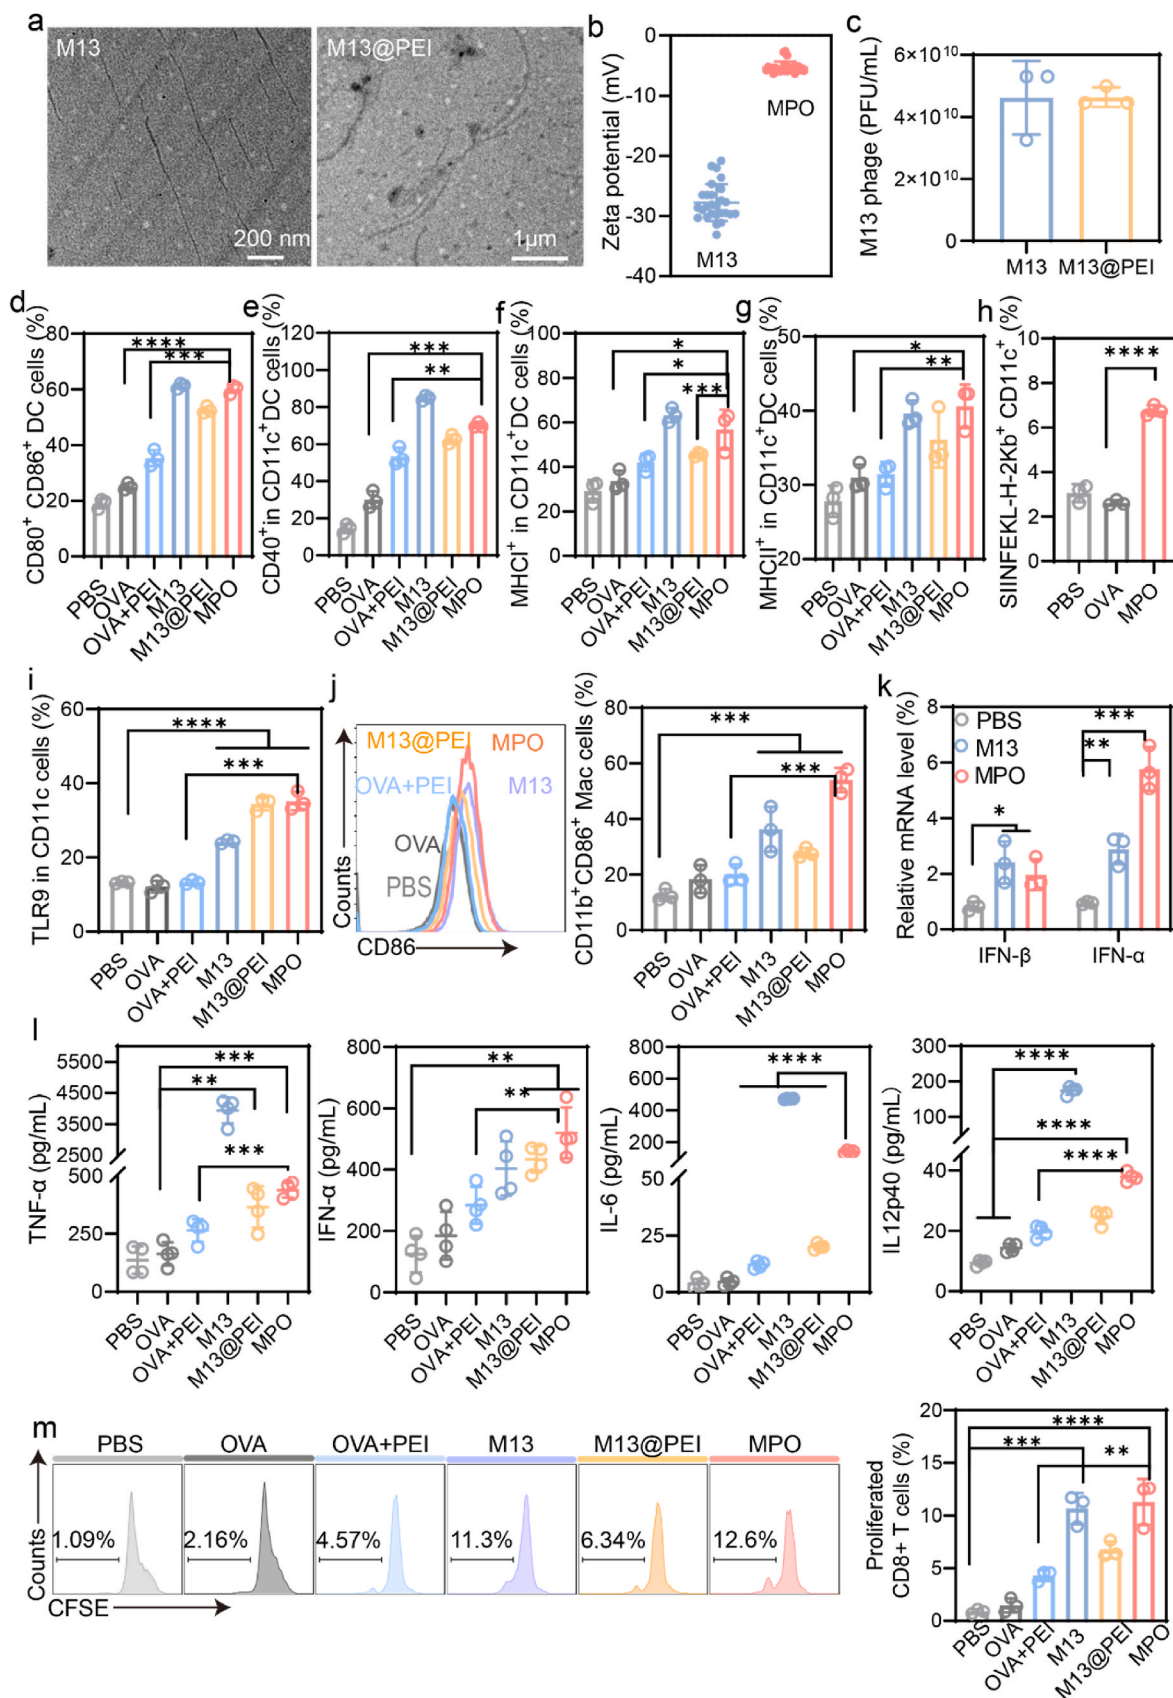 a
M13
200 nm
M13@PEI
1μm
b
Zeta potential (mV)
0
-10
-20
-30
-40
MPO
M13
c
M13 phage (PFU/mL)
6×10¹⁰
4×10¹⁰
2×10¹⁰
0
M13
M13@PEI
d
CD80⁺ CD86⁺ DC cells (%)
80
60
40
20
0
****
***
PBS
OVA
OVA+PEI
M13
M13@PEI
MPO
e
CD40⁺in CD11c⁺DC cells (%)
120
100
80
60
40
20
0
***
**
PBS
OVA
OVA+PEI
M13
M13@PEI
MPO
f
MHCI⁺ in CD11c⁺DC cells (%)
100
80
60
40
20
0
*
*
***
PBS
OVA
OVA+PEI
M13
M13@PEI
MPO
g
MHCII⁺ in CD11c⁺DC cells (%)
50
40
30
20
*
**
PBS
OVA
OVA+PEI
M13
M13@PEI
MPO
h
SIINFEKL-H-2Kb⁺ CD11c⁺ (%)
10
8
6
4
2
0
****
PBS
OVA
MPO
i
TLR9 in CD11c cells (%)
60
40
20
0
****
***
PBS
OVA
OVA+PEI
M13
M13@PEI
MPO
j
Counts
M13@PEI
MPO
OVA+PEI
M13
OVA
PBS
CD86
CD11b⁺CD86⁺ Mac cells (%)
80
60
40
20
0
***
***
PBS
OVA
OVA+PEI
M13
M13@PEI
MPO
k
Relative mRNA level (%)
8
6
4
2
0
PBS
M13
MPO
*
**
***
IFN-β
IFN-α
l
TNF-α (pg/mL)
5500
4500
3500
2500
500
250
0
***
**
***
PBS
OVA
OVA+PEI
M13
M13@PEI
MPO
IFN-α (pg/mL)
800
600
400
200
0
**
**
PBS
OVA
OVA+PEI
M13
M13@PEI
MPO
IL-6 (pg/mL)
800
650
500
350
200
50
50
25
0
****
PBS
OVA
OVA+PEI
M13
M13@PEI
MPO
IL12p40 (pg/mL)
300
250
200
150
100
50
40
20
0
****
****
****
PBS
OVA
OVA+PEI
M13
M13@PEI
MPO
m
Counts
PBS
OVA
OVA+PEI
M13
M13@PEI
MPO
1.09%
2.16%
4.57%
11.3%
6.34%
12.6%
CFSE
Proliferated
CD8+ T cells (%)
20
15
10
5
0
****
***
**
PBS
OVA
OVA+PEI
M13
M13@PEI
MPO